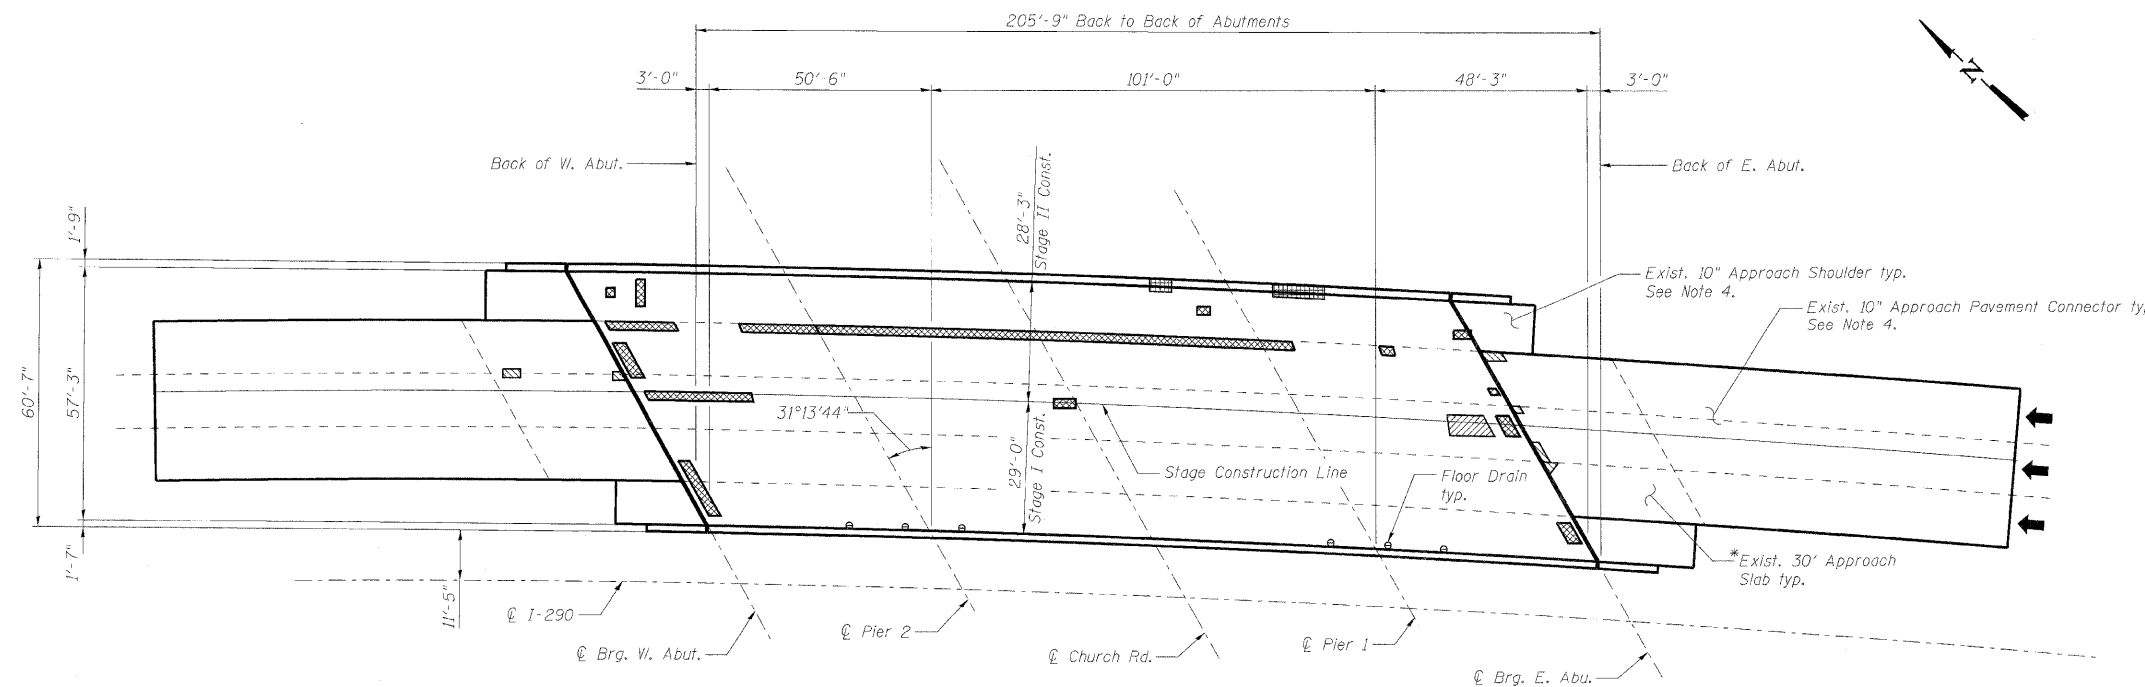 205'-9" Back to Back of Abutments
3'-0"
50'-6"
101'-0"
48'-3"
3'-0"
N
Back of W. Abut.
Back of E. Abut.
28'-3"
Stage II Const.
1'-9"
60'-7"
57'-3"
1'-7"
Exist. 10" Approach Shoulder typ.
See Note 4.
Exist. 10" Approach Pavement Connector ty
See Note 4.
31°13'44"
29'-0"
Stage I Const.
Stage Construction Line
Floor Drain
typ.
*Exist. 30' Approach
Slab typ.
11'-5"
℄ I-290
℄ Brg. W. Abut.
℄ Pier 2
℄ Church Rd.
℄ Pier 1
℄ Brg. E. Abu.